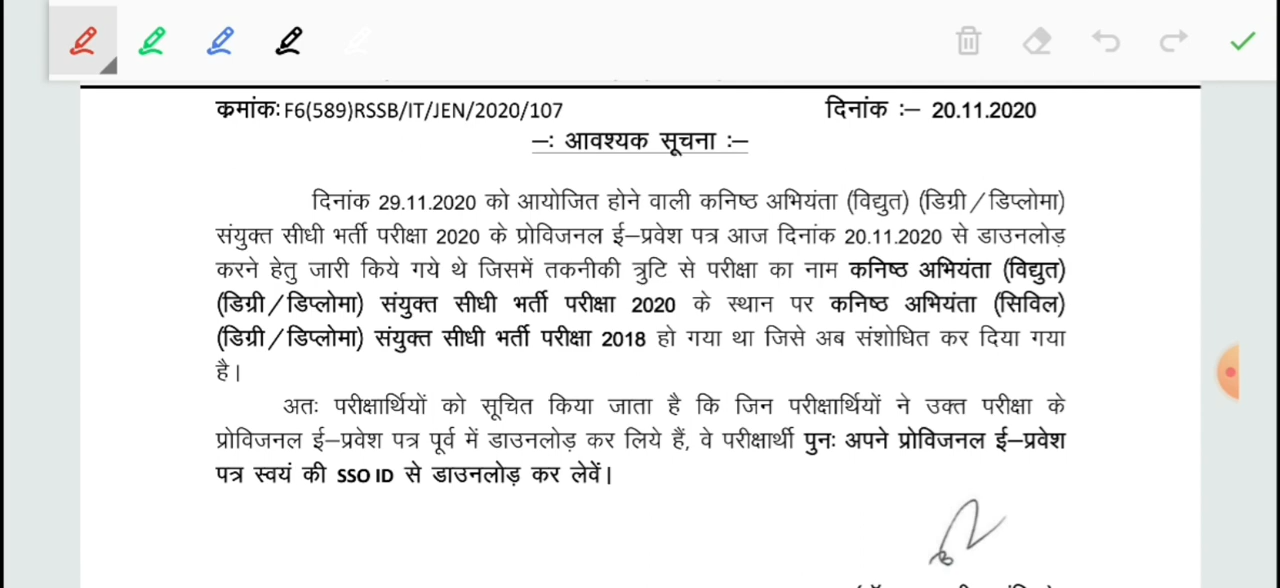 क्रमांकः F6(589)RSSB/IT/JEN/2020/107 दिनांक :– 20.11.2020
–: आवश्यक सूचना :–
दिनांक 29.11.2020 को आयोजित होने वाली कनिष्ठ अभियंता (विद्युत) (डिग्री/डिप्लोमा)
संयुक्त सीधी भर्ती परीक्षा 2020 के प्रोविजनल ई–प्रवेश पत्र आज दिनांक 20.11.2020 से डाउनलोड़
करने हेतु जारी किये गये थे जिसमें तकनीकी त्रुटि से परीक्षा का नाम कनिष्ठ अभियंता (विद्युत)
(डिग्री/डिप्लोमा) संयुक्त सीधी भर्ती परीक्षा 2020 के स्थान पर कनिष्ठ अभियंता (सिविल)
(डिग्री/डिप्लोमा) संयुक्त सीधी भर्ती परीक्षा 2018 हो गया था जिसे अब संशोधित कर दिया गया
है।
अतः परीक्षार्थियों को सूचित किया जाता है कि जिन परीक्षार्थियों ने उक्त परीक्षा के
प्रोविजनल ई–प्रवेश पत्र पूर्व में डाउनलोड़ कर लिये हैं, वे परीक्षार्थी पुनः अपने प्रोविजनल ई–प्रवेश
पत्र स्वयं की SSO ID से डाउनलोड़ कर लेवें।